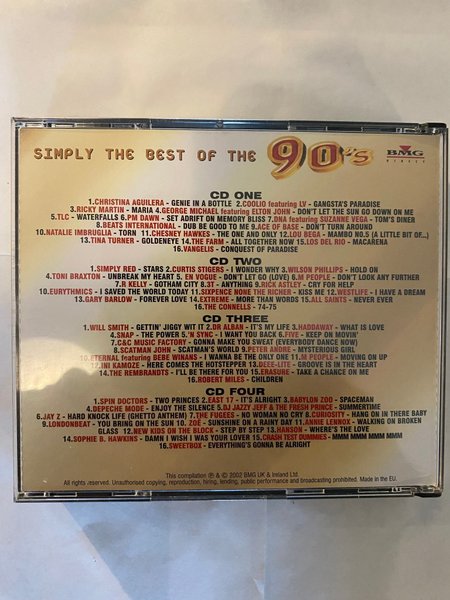 SIMPLY THE BEST OF THE 90's
BMG
DIRECT
CD ONE
1.CHRISTINA AGUILERA - GENIE IN A BOTTLE 2.COOLIO featuring LV - GANGSTA'S PARADISE
3.RICKY MARTIN - MARIA 4.GEORGE MICHAEL featuring ELTON JOHN - DON'T LET THE SUN GO DOWN ON ME
5.TLC - WATERFALLS 6.PM DAWN - SET ADRIFT ON MEMORY BLISS 7.DNA featuring SUZANNE VEGA - TOM'S DINER
8.BEATS INTERNATIONAL - DUB BE GOOD TO ME 9.ACE OF BASE - DON'T TURN AROUND
10.NATALIE IMBRUGLIA - TORN 11.CHESNEY HAWKES - THE ONE AND ONLY 12.LOU BEGA - MAMBO NO.5 (A LITTLE BIT OF...)
13.TINA TURNER - GOLDENEYE 14.THE FARM - ALL TOGETHER NOW 15.LOS DEL RIO - MACARENA
16.VANGELIS - CONQUEST OF PARADISE
CD TWO
1.SIMPLY RED - STARS 2.CURTIS STIGERS - I WONDER WHY 3.WILSON PHILLIPS - HOLD ON
4.TONI BRAXTON - UNBREAK MY HEART 5. EN VOGUE - DON'T LET GO (LOVE) 6.M PEOPLE - DON'T LOOK ANY FURTHER
7.R KELLY - GOTHAM CITY 8.3T - ANYTHING 9.RICK ASTLEY - CRY FOR HELP
10.EURYTHMICS - I SAVED THE WORLD TODAY 11.SIXPENCE NONE THE RICHER - KISS ME 12.WESTLIFE - I HAVE A DREAM
13.GARY BARLOW - FOREVER LOVE 14.EXTREME - MORE THAN WORDS 15.ALL SAINTS - NEVER EVER
16.THE CONNELLS - 74-75
CD THREE
1.WILL SMITH - GETTIN' JIGGY WIT IT 2.DR ALBAN - IT'S MY LIFE 3.HADDAWAY - WHAT IS LOVE
4.SNAP - THE POWER 5.'N SYNC - I WANT YOU BACK 6.FIVE - KEEP ON MOVIN'
7.C&C MUSIC FACTORY - GONNA MAKE YOU SWEAT (EVERYBODY DANCE NOW)
8.SCATMAN JOHN - SCATMAN'S WORLD 9.PETER ANDRE - MYSTERIOUS GIRL
10.ETERNAL featuring BEBE WINANS - I WANNA BE THE ONLY ONE 11.M PEOPLE - MOVING ON UP
12.INI KAMOZE - HERE COMES THE HOTSTEPPER 13.DEEE-LITE - GROOVE IS IN THE HEART
14.THE REMBRANDTS - I'LL BE THERE FOR YOU 15.ERASURE - TAKE A CHANCE ON ME
16.ROBERT MILES - CHILDREN
CD FOUR
1.SPIN DOCTORS - TWO PRINCES 2.EAST 17 - IT'S ALRIGHT 3.BABYLON ZOO - SPACEMAN
4.DEPECHE MODE - ENJOY THE SILENCE 5.DJ JAZZY JEFF & THE FRESH PRINCE - SUMMERTIME
6.JAY Z - HARD KNOCK LIFE (GHETTO ANTHEM) 7.THE FUGEES - NO WOMAN NO CRY 8.CURIOSITY - HANG ON IN THERE BABY
9.LONDONBEAT - YOU BRING ON THE SUN 10. ZOË - SUNSHINE ON A RAINY DAY 11.ANNIE LENNOX - WALKING ON BROKEN
GLASS 12.NEW KIDS ON THE BLOCK - STEP BY STEP 13.HANSON - WHERE'S THE LOVE
14.SOPHIE B. HAWKINS - DAMN I WISH I WAS YOUR LOVER 15.CRASH TEST DUMMIES - MMM MMM MMM MMM
16.SWEETBOX - EVERYTHING'S GONNA BE ALRIGHT
This compilation ℗ & © 2002 BMG UK & Ireland Ltd.
All rights reserved. Unauthorised copying, reproduction, hiring, lending, public performance and broadcasting prohibited. Made in the EU.